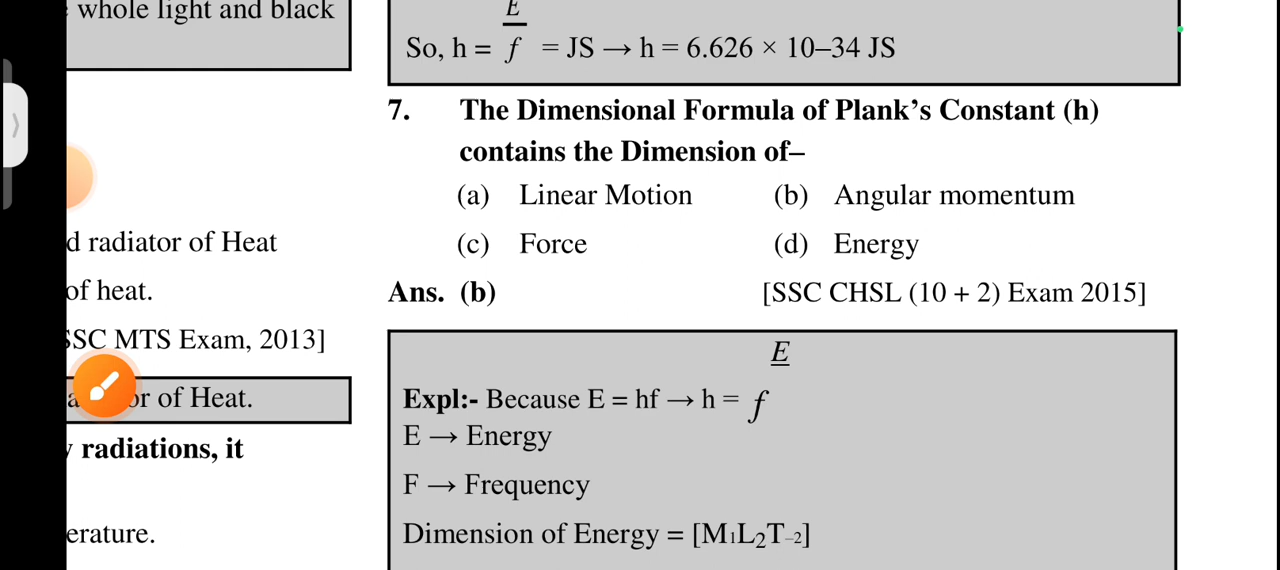 whole light and black
d radiator of Heat
of heat.
SSC MTS Exam, 2013]
or of Heat.
radiations, it
erature.
E
So, h = f = JS → h = 6.626 × 10–34 JS
7. The Dimensional Formula of Plank’s Constant (h)
contains the Dimension of–
(a) Linear Motion (b) Angular momentum
(c) Force (d) Energy
Ans. (b) [SSC CHSL (10 + 2) Exam 2015]
E
Expl:- Because E = hf → h = f
E → Energy
F → Frequency
Dimension of Energy = [M1L2T–2]